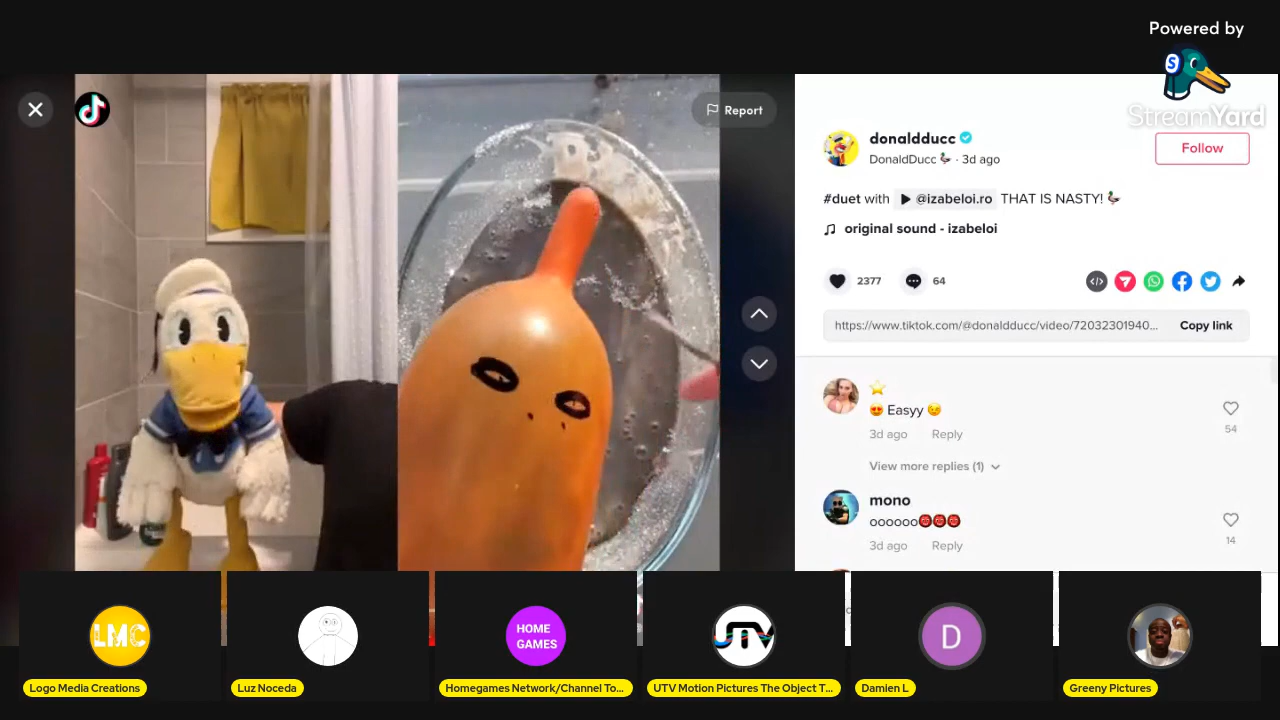 Powered by
S
StreamYard
Report
donaldducc
DonaldDucc · 3d ago
Follow
#duet with @izabeloi.ro THAT IS NASTY!
original sound - izabeloi
2377
64
https://www.tiktok.com/@donaldducc/video/72032301940... Copy link
Easyy
54
3d ago Reply
View more replies (1)
mono
oooooo
14
3d ago Reply
LMC
HOME
GAMES
UTV
D
Logo Media Creations
Luz Noceda
Homegames Network/Channel To...
UTV Motion Pictures The Object T...
Damien L
Greeny Pictures